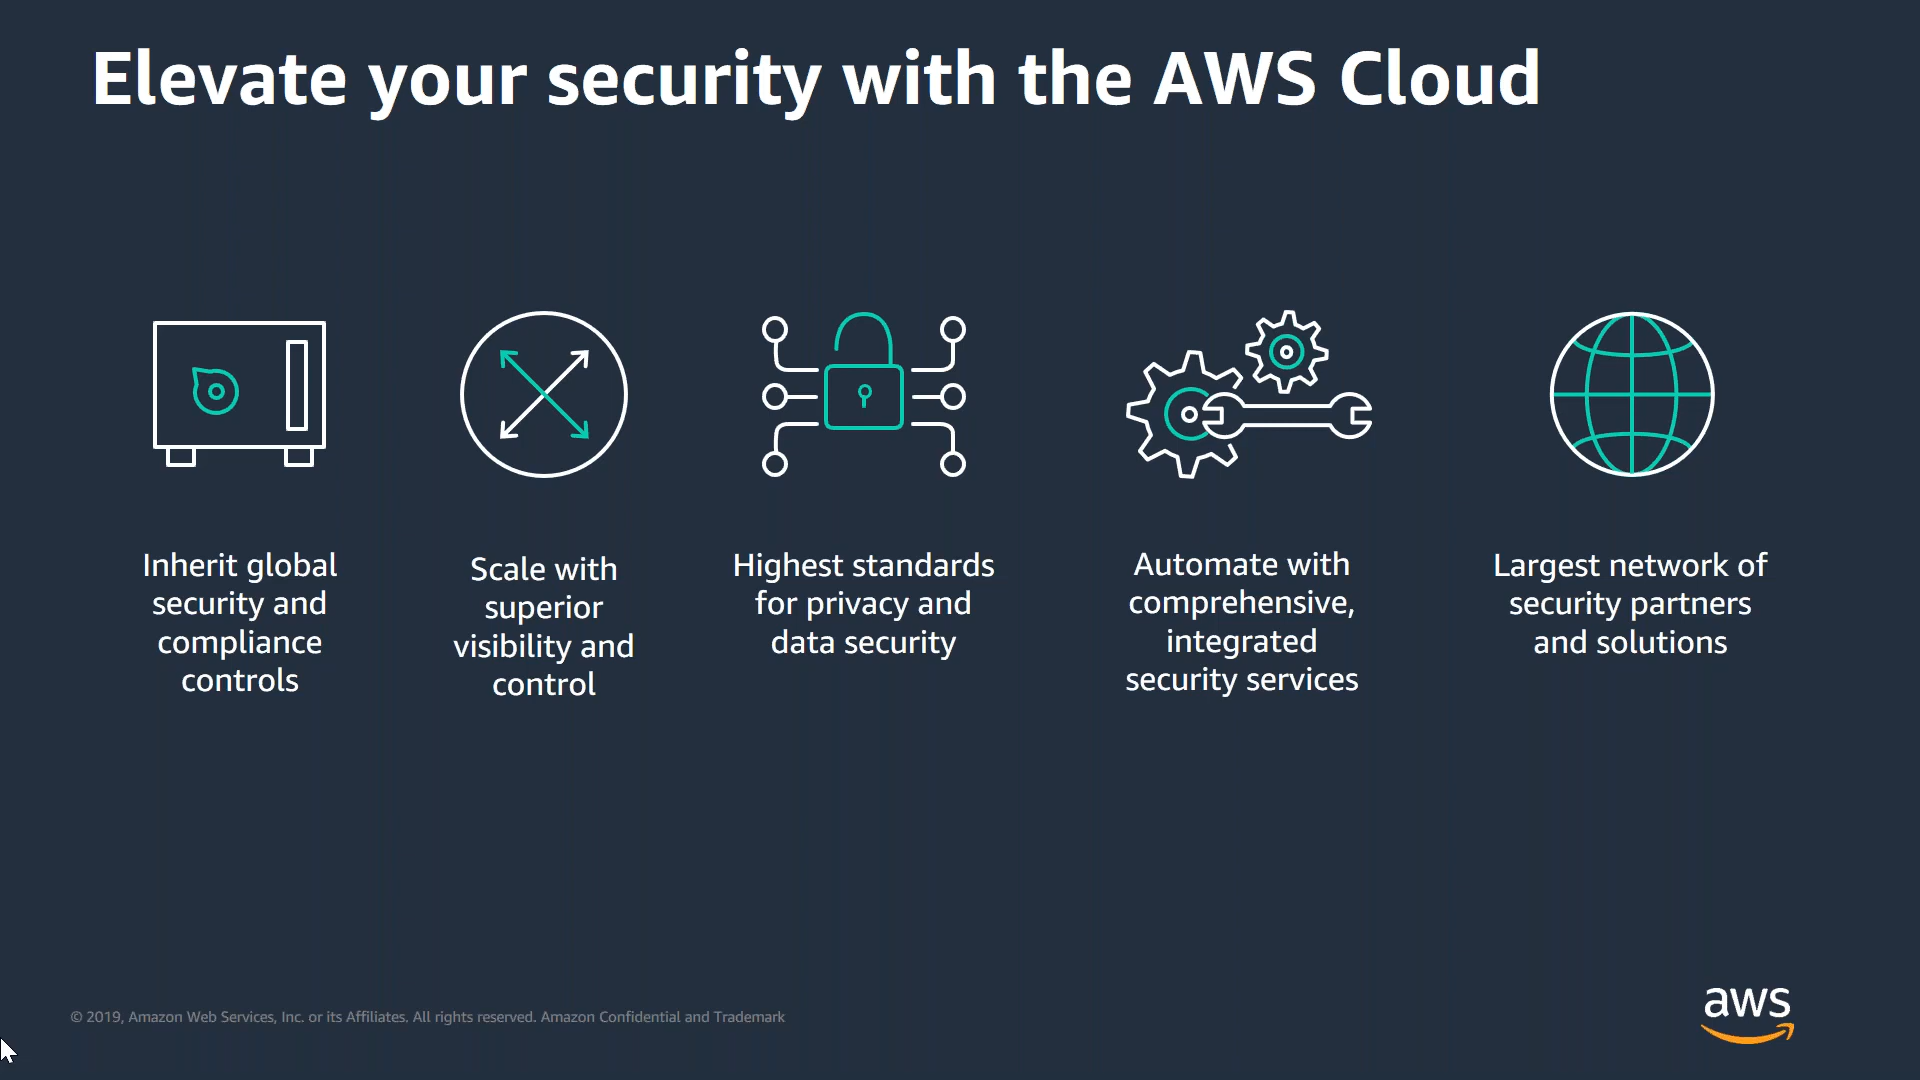 Elevate your security with the AWS Cloud
Inherit global
security and
compliance
controls
Scale with
superior
visibility and
control
Highest standards
for privacy and
data security
Automate with
comprehensive,
integrated
security services
Largest network of
security partners
and solutions
© 2019, Amazon Web Services, Inc. or its Affiliates. All rights reserved. Amazon Confidential and Trademark
aws